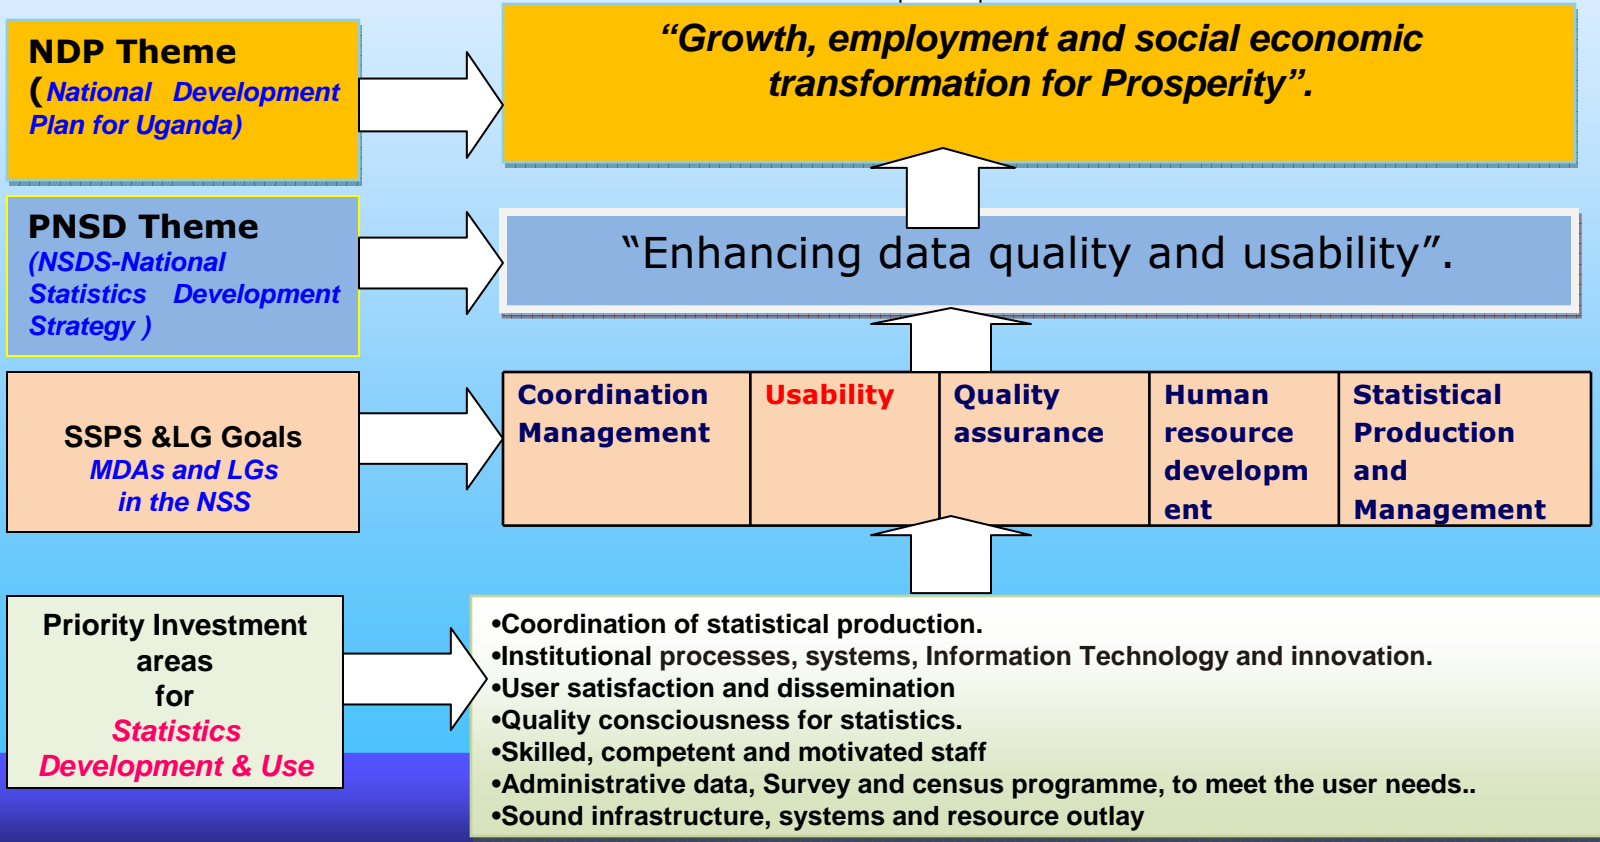 NDP Theme
(National Development
Plan for Uganda)
“Growth, employment and social economic
transformation for Prosperity”.
PNSD Theme
(NSDS-National
Statistics Development
Strategy )
“Enhancing data quality and usability”.
SSPS &LG Goals
MDAs and LGs
in the NSS
Coordination
Management
Usability
Quality
assurance
Human
resource
developm
ent
Statistical
Production
and
Management
Priority Investment
areas
for
Statistics
Development & Use
•Coordination of statistical production.
•Institutional processes, systems, Information Technology and innovation.
•User satisfaction and dissemination
•Quality consciousness for statistics.
•Skilled, competent and motivated staff
•Administrative data, Survey and census programme, to meet the user needs..
•Sound infrastructure, systems and resource outlay